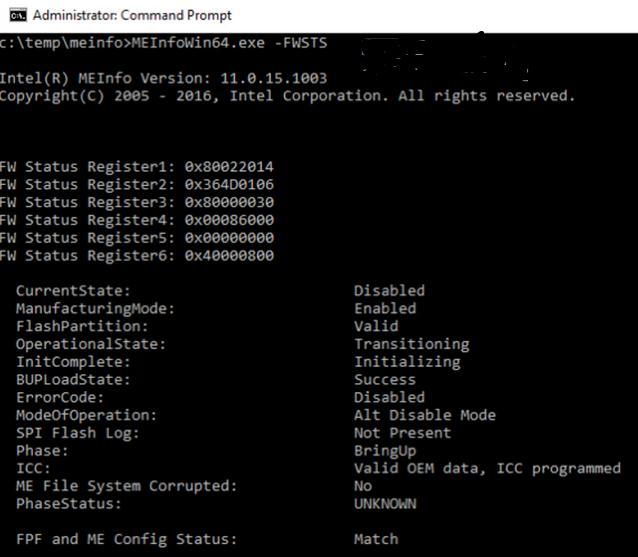 Administrator: Command Prompt
c:\temp\meinfo>MEInfoWin64.exe -FWSTS
Intel(R) MEInfo Version: 11.0.15.1003
Copyright(C) 2005 - 2016, Intel Corporation. All rights reserved.
FW Status Register1: 0x80022014
FW Status Register2: 0x364D0106
FW Status Register3: 0x80000030
FW Status Register4: 0x00086000
FW Status Register5: 0x00000000
FW Status Register6: 0x40000800
CurrentState: Disabled
ManufacturingMode: Enabled
FlashPartition: Valid
OperationalState: Transitioning
InitComplete: Initializing
BUPLoadState: Success
ErrorCode: Disabled
ModeOfOperation: Alt Disable Mode
SPI Flash Log: Not Present
Phase: BringUp
ICC: Valid OEM data, ICC programmed
ME File System Corrupted: No
PhaseStatus: UNKNOWN
FPF and ME Config Status: Match